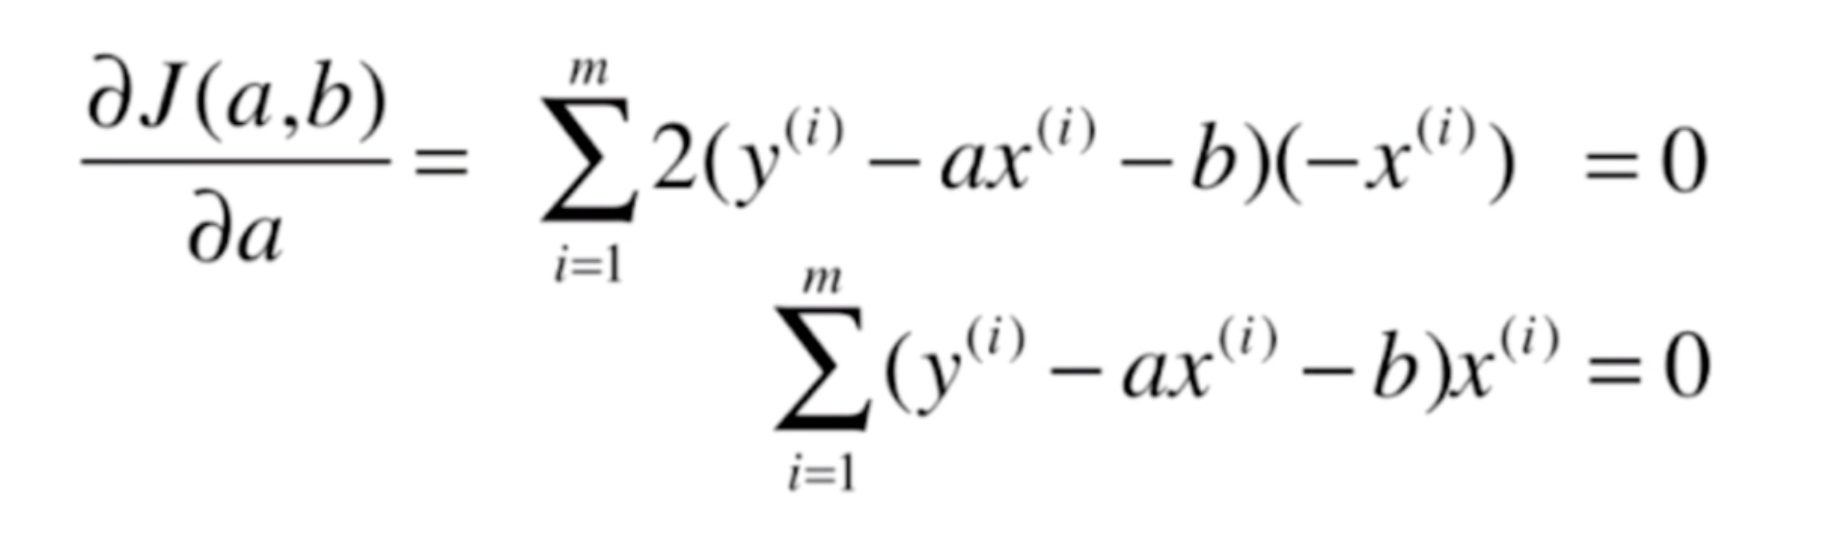 ∂J(a,b)/∂a = ∑_{i=1}^{m} 2(y^{(i)} − ax^{(i)} − b)(−x^{(i)}) = 0
∑_{i=1}^{m} (y^{(i)} − ax^{(i)} − b)x^{(i)} = 0